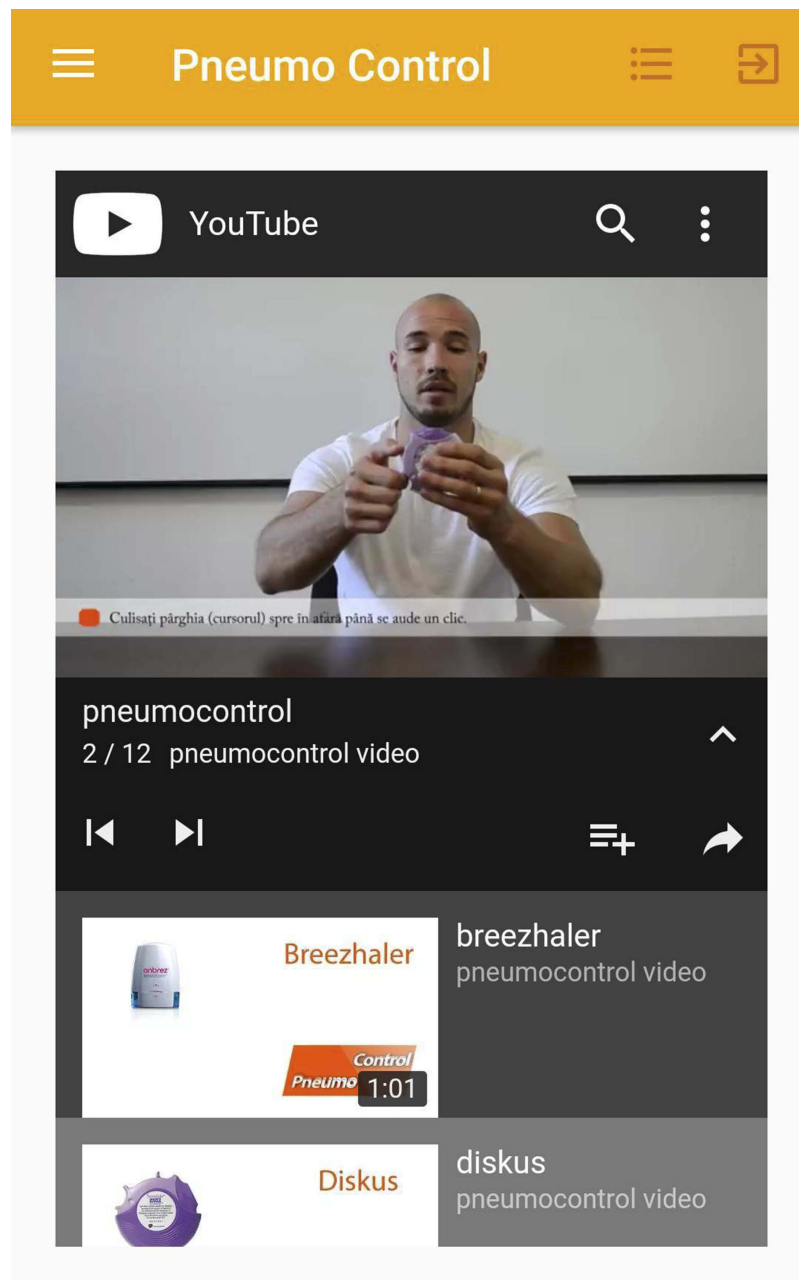 Pneumo Control
YouTube
Culisați pârghia (cursorul) spre în afară până se aude un clic.
pneumocontrol
2 / 12 pneumocontrol video
Breezhaler
onbrez
Control
Pneumo
1:01
breezhaler
pneumocontrol video
Diskus
diskus
pneumocontrol video